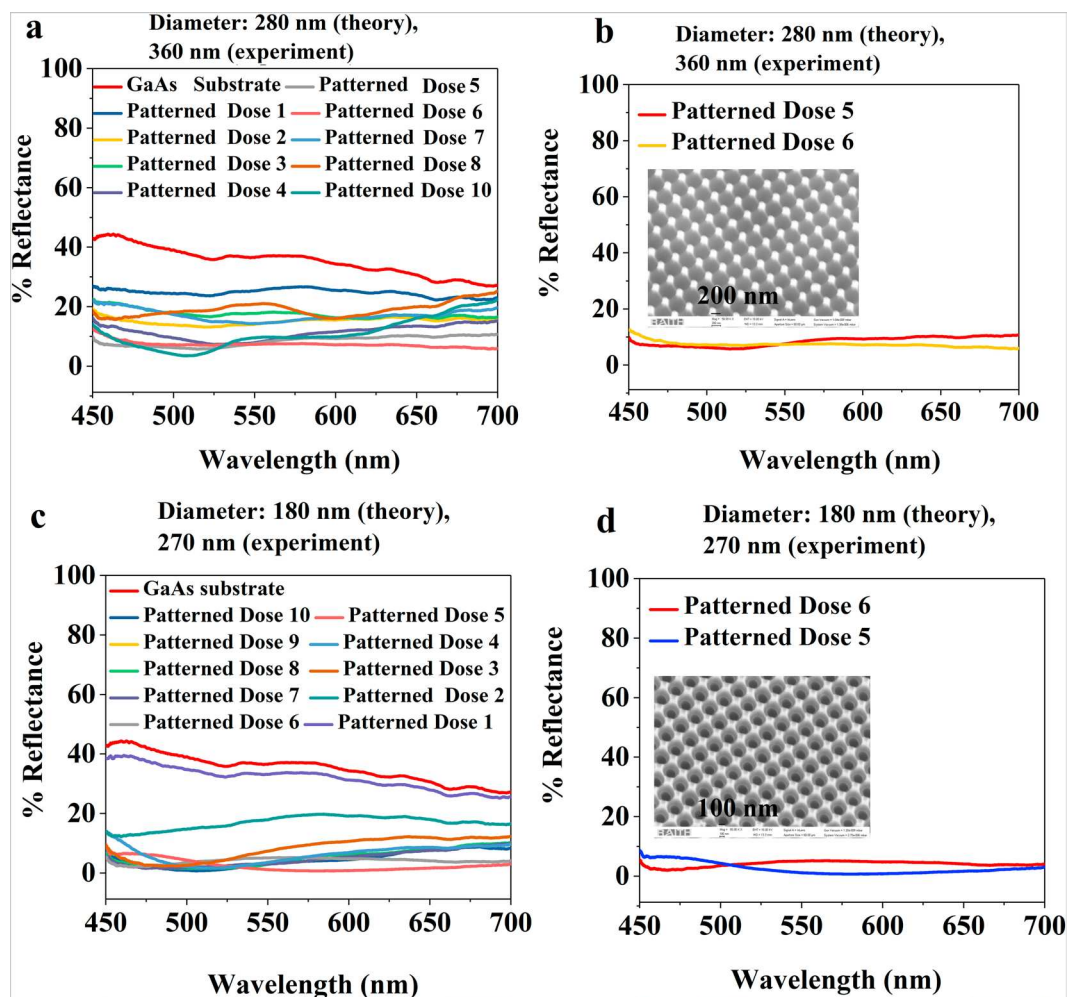 a
Diameter: 280 nm (theory),
360 nm (experiment)
% Reflectance
100
80
60
40
20
0
GaAs Substrate
Patterned Dose 5
Patterned Dose 1
Patterned Dose 6
Patterned Dose 2
Patterned Dose 7
Patterned Dose 3
Patterned Dose 8
Patterned Dose 4
Patterned Dose 10
450 500 550 600 650 700
Wavelength (nm)
b
Diameter: 280 nm (theory),
360 nm (experiment)
% Reflectance
100
80
60
40
20
0
Patterned Dose 5
Patterned Dose 6
200 nm
RAITH
450 500 550 600 650 700
Wavelength (nm)
c
Diameter: 180 nm (theory),
270 nm (experiment)
% Reflectance
100
80
60
40
20
0
GaAs substrate
Patterned Dose 10
Patterned Dose 5
Patterned Dose 9
Patterned Dose 4
Patterned Dose 8
Patterned Dose 3
Patterned Dose 7
Patterned Dose 2
Patterned Dose 6
Patterned Dose 1
450 500 550 600 650 700
Wavelength (nm)
d
Diameter: 180 nm (theory),
270 nm (experiment)
% Reflectance
100
80
60
40
20
0
Patterned Dose 6
Patterned Dose 5
100 nm
RAITH
450 500 550 600 650 700
Wavelength (nm)